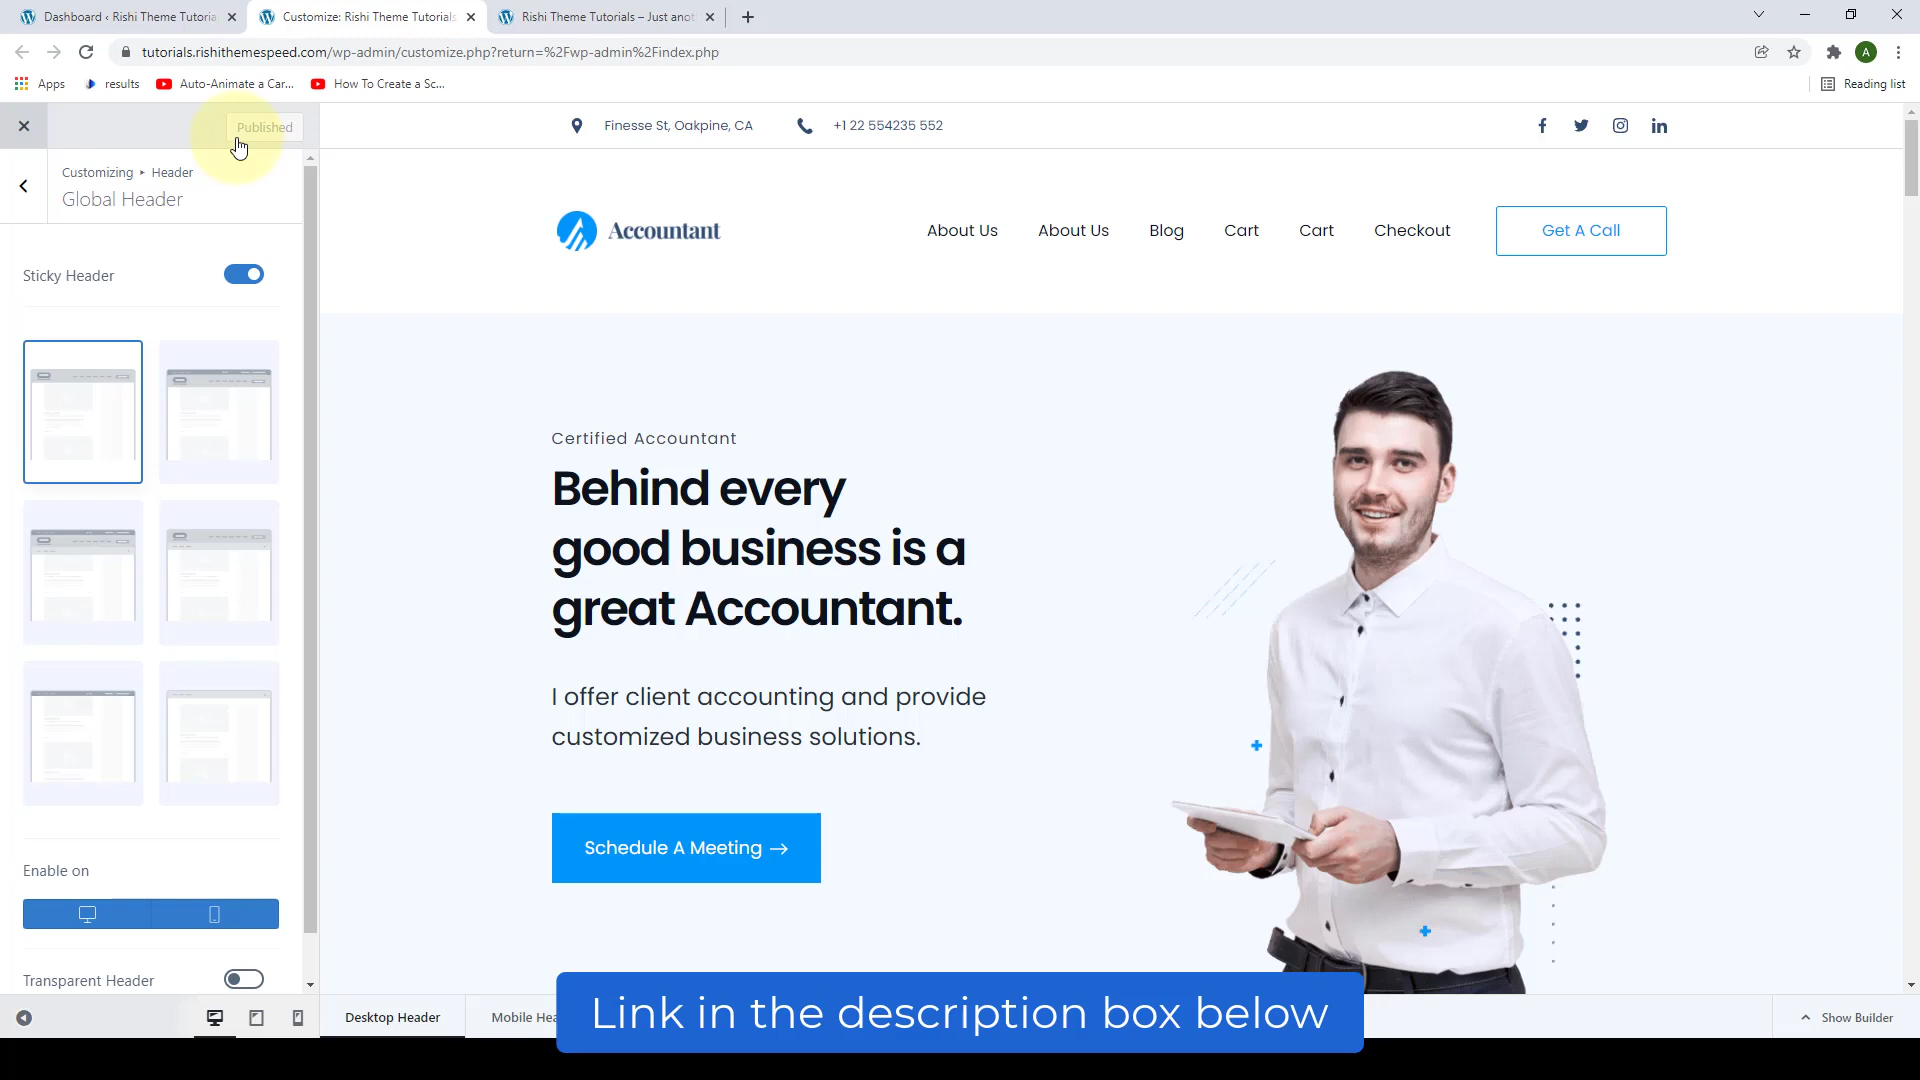 Dashboard ‹ Rishi Theme Tutoria
Customize: Rishi Theme Tutorials
Rishi Theme Tutorials – Just anot
tutorials.rishithemespeed.com/wp-admin/customize.php?return=%2Fwp-admin%2Findex.php
A
Apps
results
Auto-Animate a Car...
How To Create a Sc...
Reading list
Published
Customizing ▸ Header
Global Header
Sticky Header
Enable on
Transparent Header
Finesse St, Oakpine, CA
+1 22 554235 552
Accountant
About Us
About Us
Blog
Cart
Cart
Checkout
Get A Call
Certified Accountant
Behind every
good business is a
great Accountant.
I offer client accounting and provide
customized business solutions.
Schedule A Meeting →
Desktop Header
Mobile Hea
Show Builder
Link in the description box below